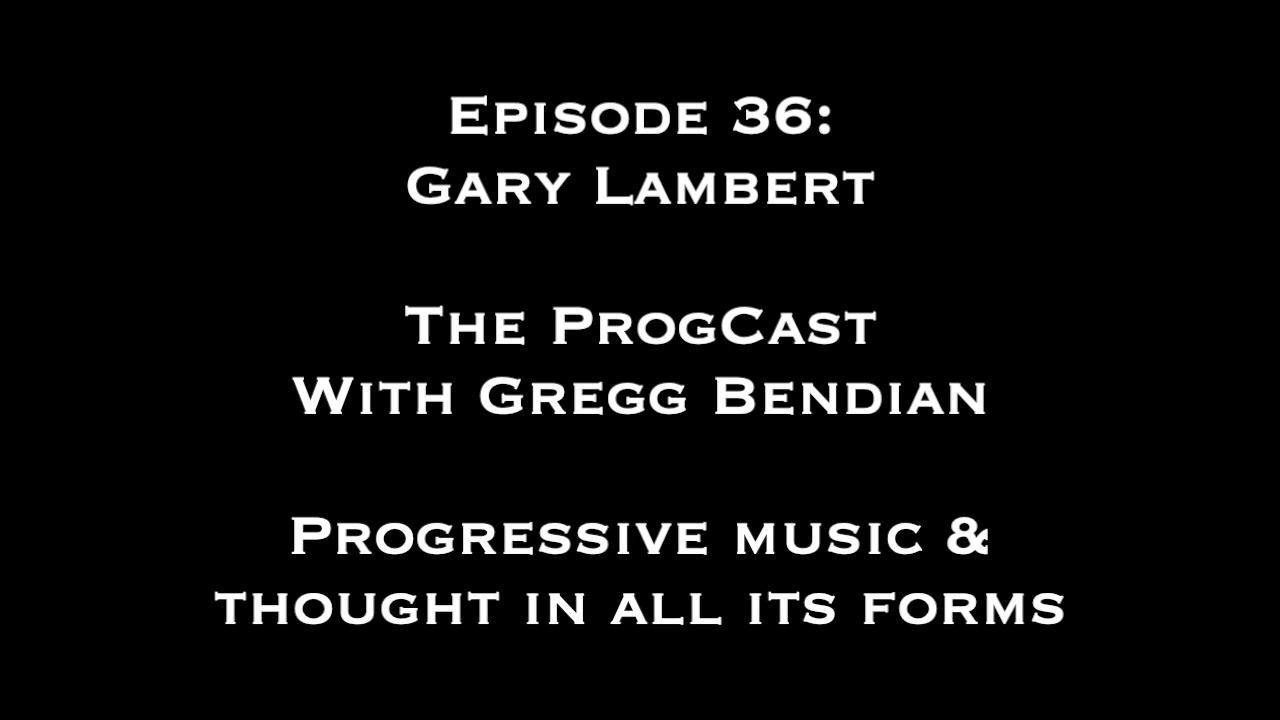 Episode 36:
Gary Lambert
The ProgCast
With Gregg Bendian
Progressive music &
thought in all its forms